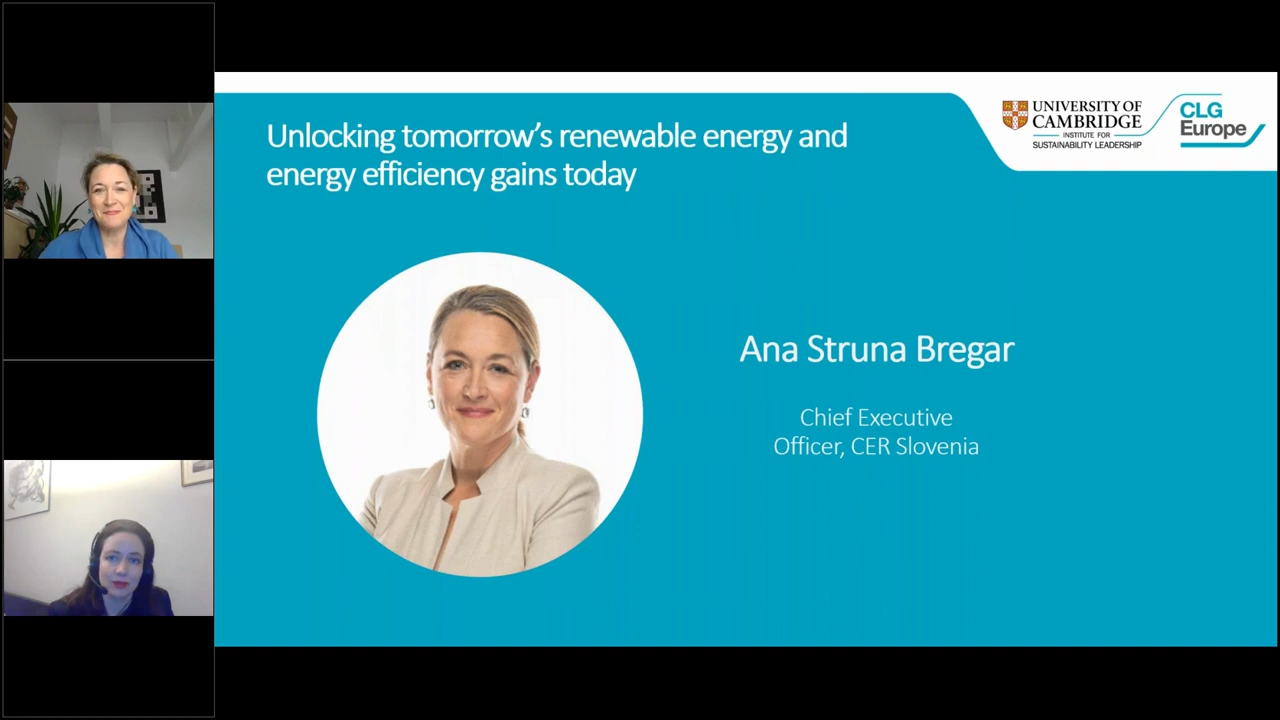 Unlocking tomorrow's renewable energy and
energy efficiency gains today
UNIVERSITY OF
CAMBRIDGE
INSTITUTE FOR
SUSTAINABILITY LEADERSHIP
CLG
Europe
Ana Struna Bregar
Chief Executive
Officer, CER Slovenia